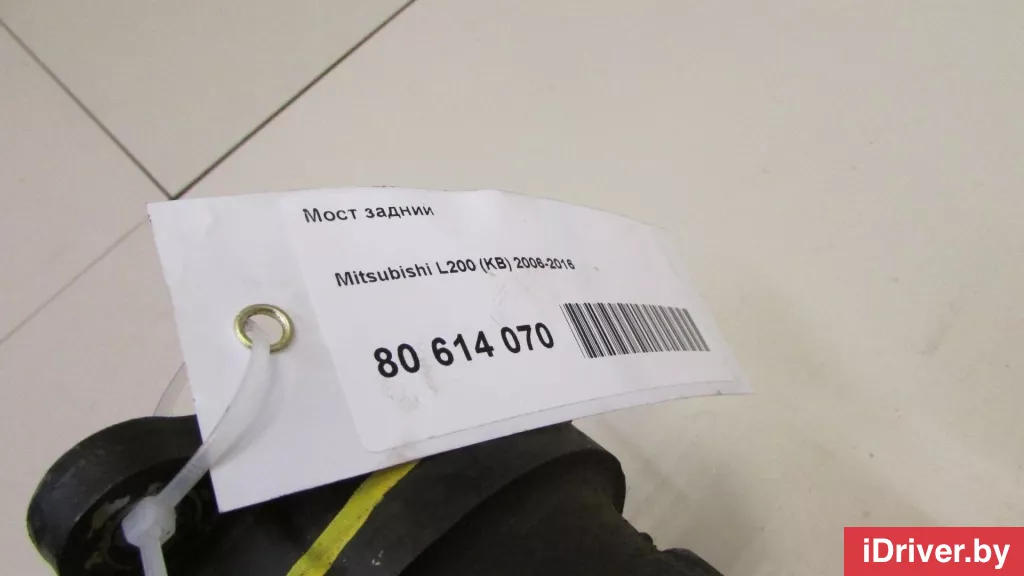 Мост задний
Mitsubishi L200 (KB) 2006-2016
80 614 070
iDriver.by